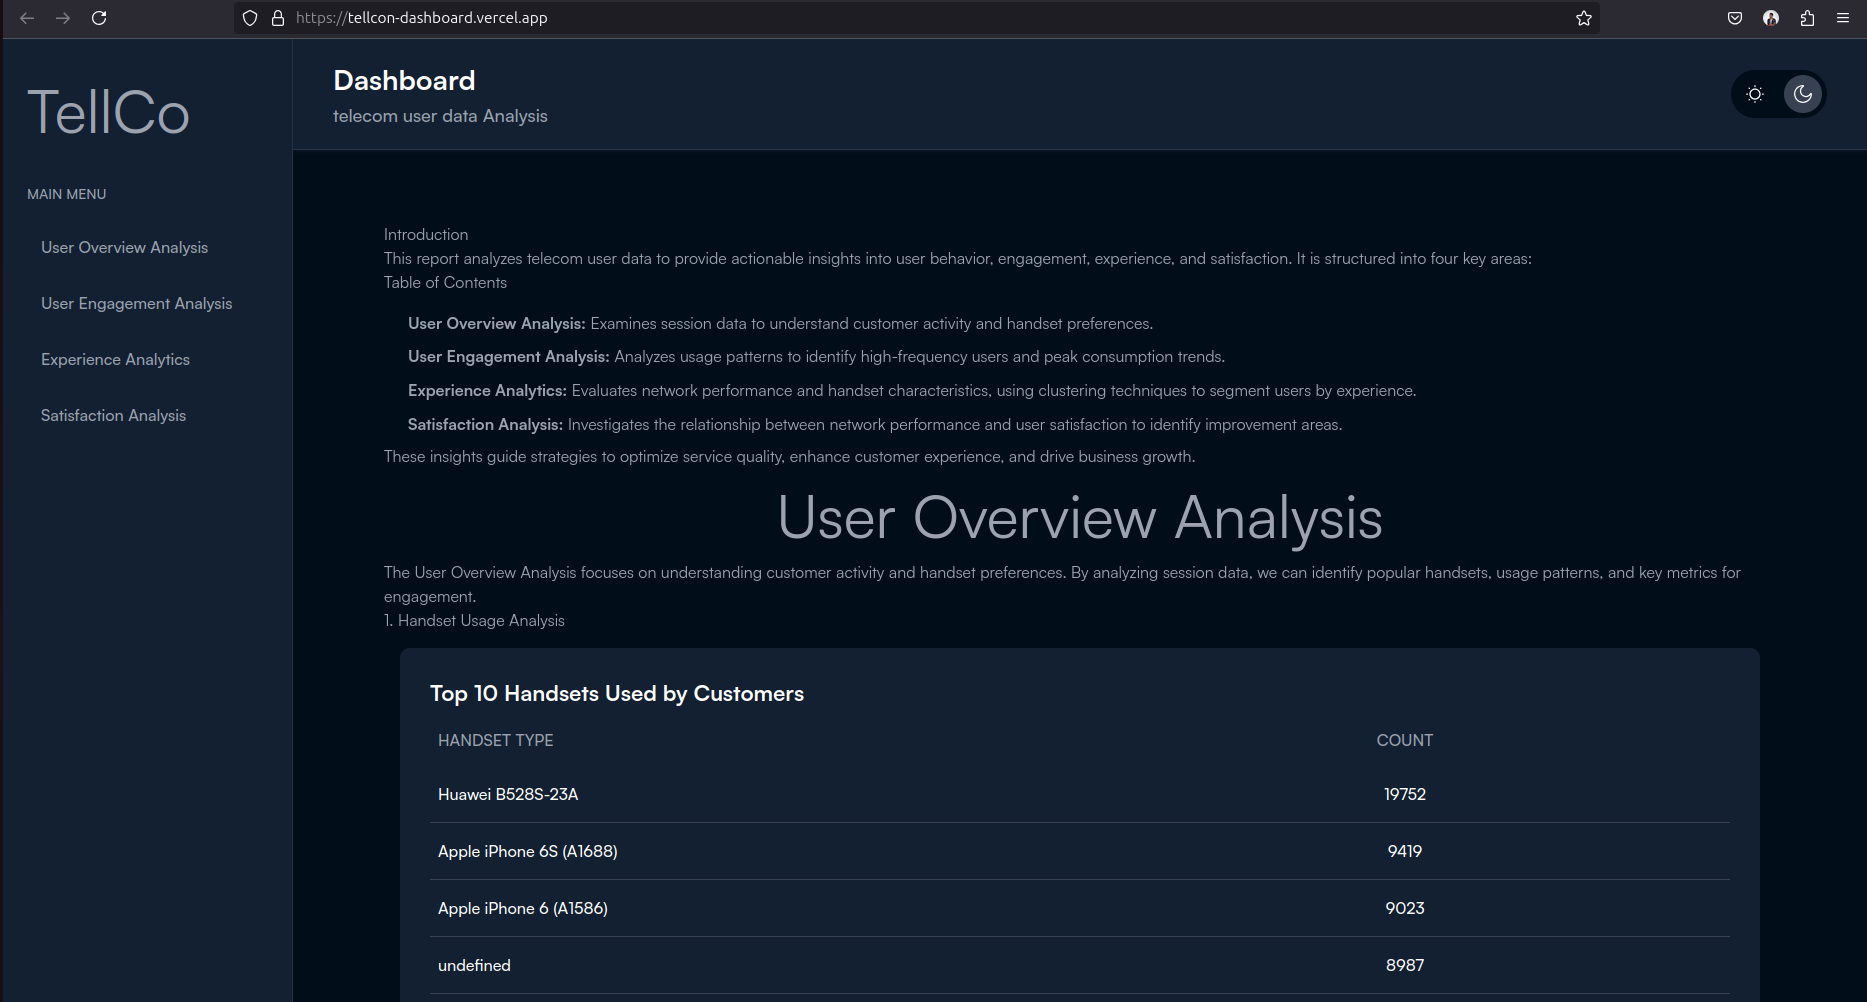 https://tellcon-dashboard.vercel.app
TellCo
MAIN MENU
User Overview Analysis
User Engagement Analysis
Experience Analytics
Satisfaction Analysis
Dashboard
telecom user data Analysis
Introduction
This report analyzes telecom user data to provide actionable insights into user behavior, engagement, experience, and satisfaction. It is structured into four key areas:
Table of Contents
User Overview Analysis: Examines session data to understand customer activity and handset preferences.
User Engagement Analysis: Analyzes usage patterns to identify high-frequency users and peak consumption trends.
Experience Analytics: Evaluates network performance and handset characteristics, using clustering techniques to segment users by experience.
Satisfaction Analysis: Investigates the relationship between network performance and user satisfaction to identify improvement areas.
These insights guide strategies to optimize service quality, enhance customer experience, and drive business growth.
User Overview Analysis
The User Overview Analysis focuses on understanding customer activity and handset preferences. By analyzing session data, we can identify popular handsets, usage patterns, and key metrics for
engagement.
1. Handset Usage Analysis
Top 10 Handsets Used by Customers
HANDSET TYPE COUNT
Huawei B528S-23A 19752
Apple iPhone 6S (A1688) 9419
Apple iPhone 6 (A1586) 9023
undefined 8987